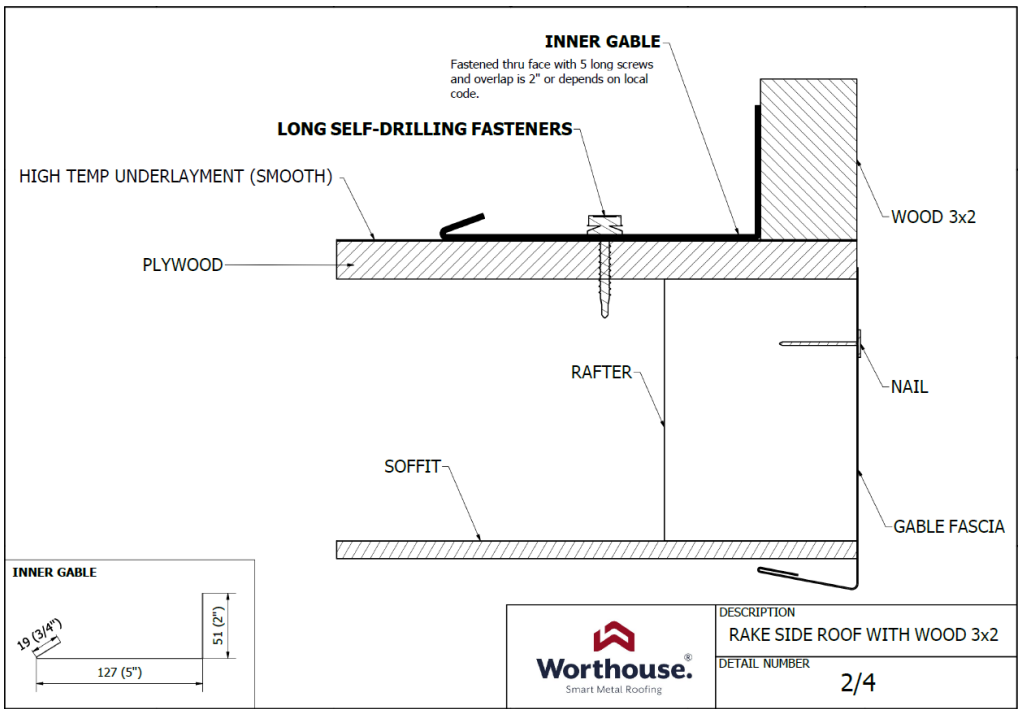 INNER GABLE
Fastened thru face with 5 long screws
and overlap is 2" or depends on local
code.
LONG SELF-DRILLING FASTENERS
HIGH TEMP UNDERLAYMENT (SMOOTH)
WOOD 3x2
PLYWOOD
RAFTER
NAIL
SOFFIT
GABLE FASCIA
INNER GABLE
19 (3/4")
51 (2")
127 (5")
Worthouse.®
Smart Metal Roofing
DESCRIPTION
RAKE SIDE ROOF WITH WOOD 3x2
DETAIL NUMBER
2/4